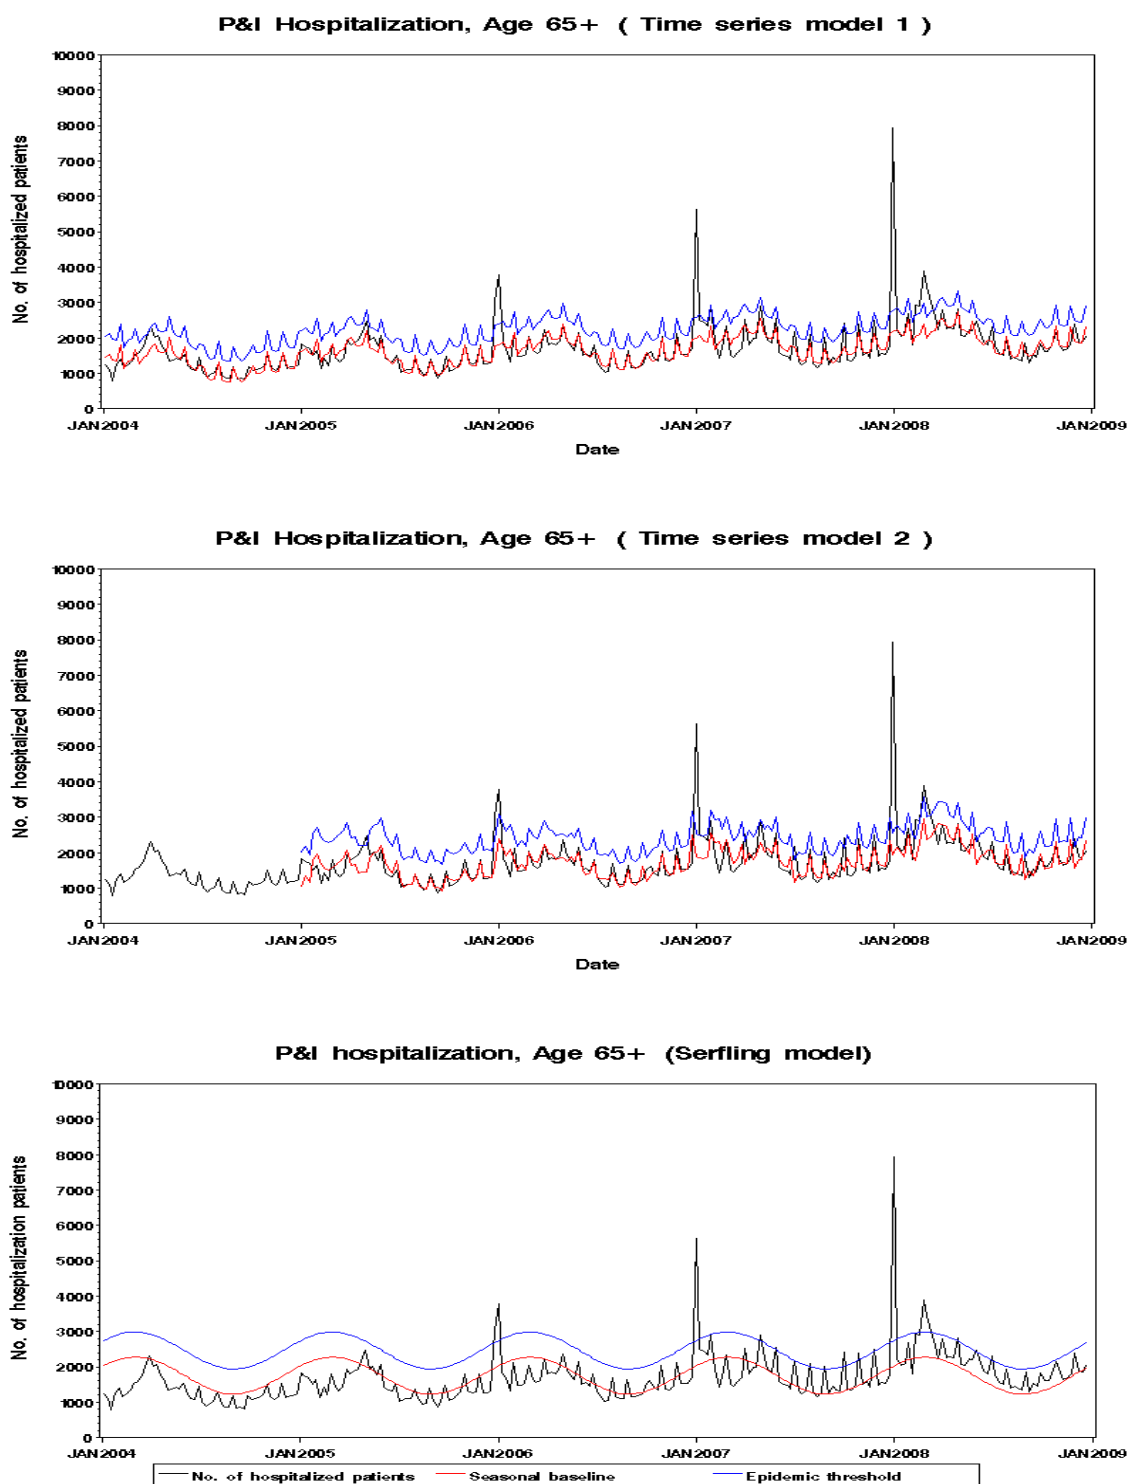 P&I Hospitalization, Age 65+ ( Time series model 1 )
No. of hospitalized patients
10000
9000
8000
7000
6000
5000
4000
3000
2000
1000
0
JAN2004 JAN2005 JAN2006 JAN2007 JAN2008 JAN2009
Date
P&I Hospitalization, Age 65+ ( Time series model 2 )
No. of hospitalized patients
10000
9000
8000
7000
6000
5000
4000
3000
2000
1000
0
JAN2004 JAN2005 JAN2006 JAN2007 JAN2008 JAN2009
Date
P&I hospitalization, Age 65+ (Serfling model)
No. of hospitalization patients
10000
9000
8000
7000
6000
5000
4000
3000
2000
1000
0
JAN2004 JAN2005 JAN2006 JAN2007 JAN2008 JAN2009
No. of hospitalized patients Seasonal baseline Epidemic threshold